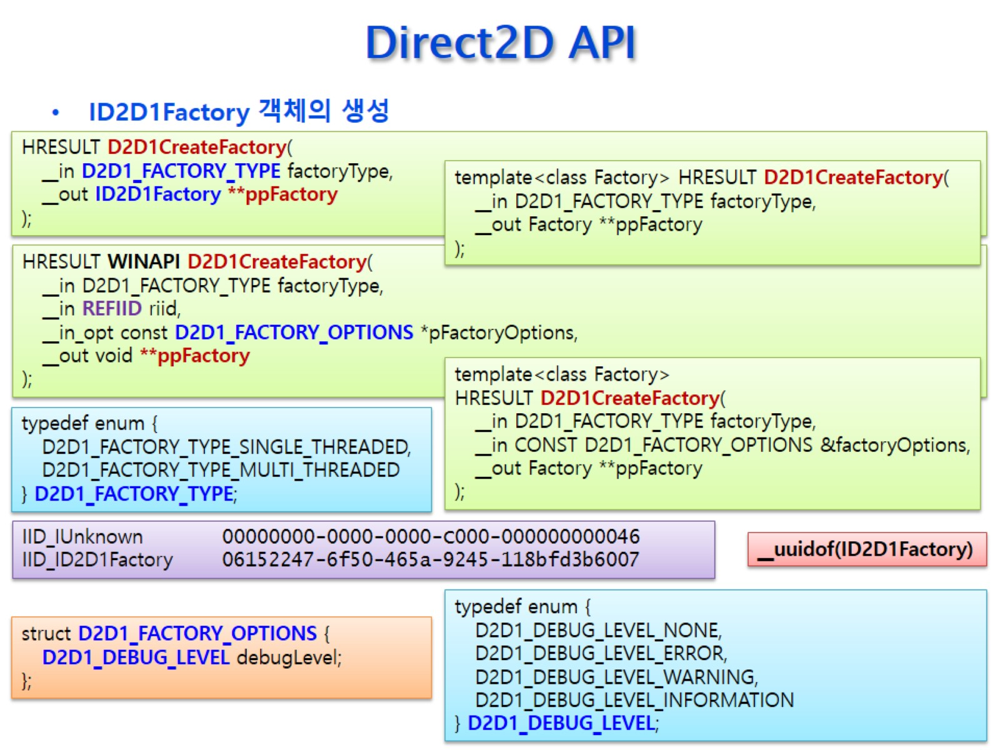 Direct2D API
• ID2D1Factory 객체의 생성
HRESULT D2D1CreateFactory(
__in D2D1_FACTORY_TYPE factoryType,
__out ID2D1Factory **ppFactory
);
template<class Factory> HRESULT D2D1CreateFactory(
__in D2D1_FACTORY_TYPE factoryType,
__out Factory **ppFactory
);
HRESULT WINAPI D2D1CreateFactory(
__in D2D1_FACTORY_TYPE factoryType,
__in REFIID riid,
__in_opt const D2D1_FACTORY_OPTIONS *pFactoryOptions,
__out void **ppFactory
);
template<class Factory>
HRESULT D2D1CreateFactory(
__in D2D1_FACTORY_TYPE factoryType,
__in CONST D2D1_FACTORY_OPTIONS &factoryOptions,
__out Factory **ppFactory
);
typedef enum {
D2D1_FACTORY_TYPE_SINGLE_THREADED,
D2D1_FACTORY_TYPE_MULTI_THREADED
} D2D1_FACTORY_TYPE;
IID_IUnknown 00000000-0000-0000-c000-000000000046
IID_ID2D1Factory 06152247-6f50-465a-9245-118bfd3b6007
__uuidof(ID2D1Factory)
struct D2D1_FACTORY_OPTIONS {
D2D1_DEBUG_LEVEL debugLevel;
};
typedef enum {
D2D1_DEBUG_LEVEL_NONE,
D2D1_DEBUG_LEVEL_ERROR,
D2D1_DEBUG_LEVEL_WARNING,
D2D1_DEBUG_LEVEL_INFORMATION
} D2D1_DEBUG_LEVEL;